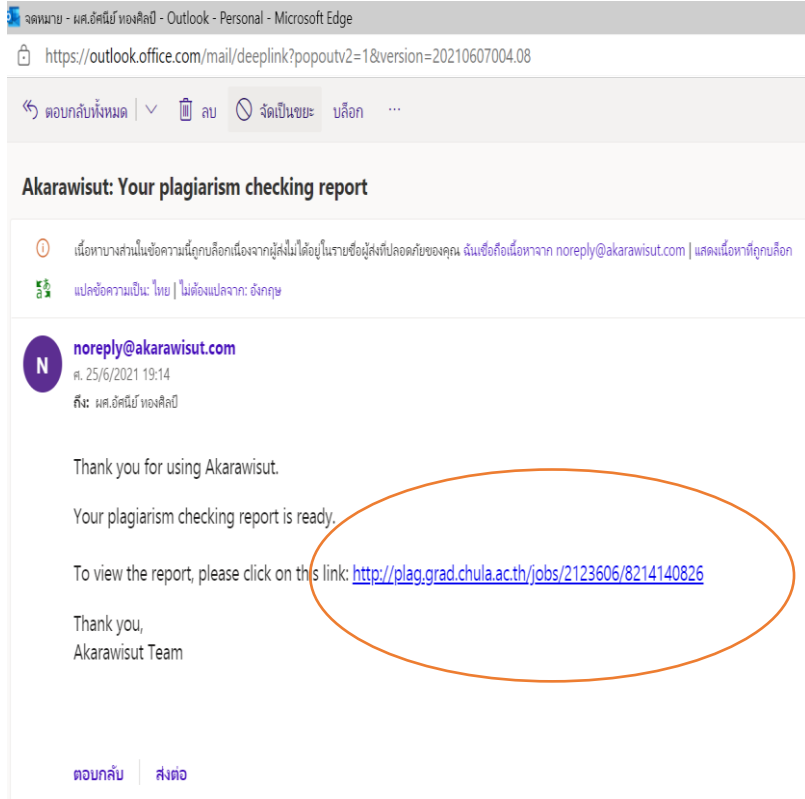 จดหมาย - ผศ.อัศนีย์ ทองศิลป์ - Outlook - Personal - Microsoft Edge
https://outlook.office.com/mail/deeplink?popoutv2=1&version=20210607004.08
ตอบกลับทั้งหมด ลบ จัดเป็นขยะ บล็อก ...
Akarawisut: Your plagiarism checking report
เนื้อหาบางส่วนในข้อความนี้ถูกบล็อกเนื่องจากผู้ส่งไม่ได้อยู่ในรายชื่อผู้ส่งที่ปลอดภัยของคุณ ฉันเชื่อถือเนื้อหาจาก noreply@akarawisut.com | แสดงเนื้อหาที่ถูกบล็อก
แปลข้อความเป็น: ไทย | ไม่ต้องแปลจาก: อังกฤษ
N
noreply@akarawisut.com
ศ. 25/6/2021 19:14
ถึง: ผศ.อัศนีย์ ทองศิลป์
Thank you for using Akarawisut.
Your plagiarism checking report is ready.
To view the report, please click on this link: http://plag.grad.chula.ac.th/jobs/2123606/8214140826
Thank you,
Akarawisut Team
ตอบกลับ ส่งต่อ